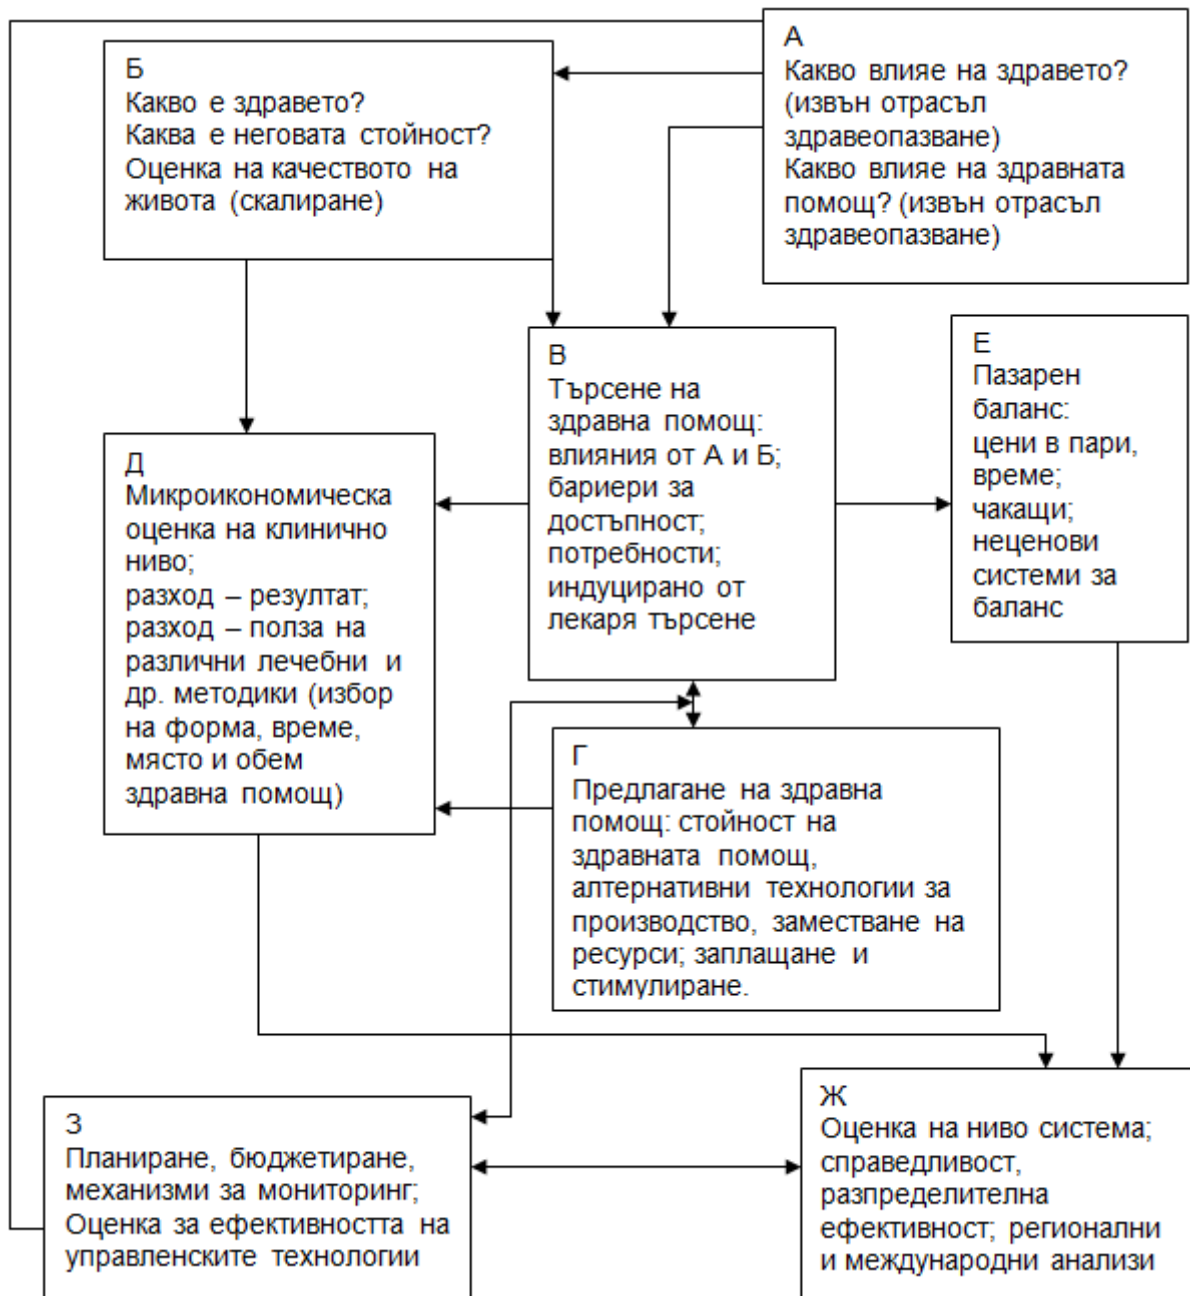 А
Какво влияе на здравето?
(извън отрасъл
здравеопазване)
Какво влияе на здравната
помощ? (извън отрасъл
здравеопазване)
Б
Какво е здравето?
Каква е неговата стойност?
Оценка на качеството на
живота (скалиране)
В
Търсене на
здравна помощ:
влияния от А и Б;
бариери за
достъпност;
потребности;
индуцирано от
лекаря търсене
Е
Пазарен
баланс:
цени в пари,
време;
чакащи;
неценови
системи за
баланс
Д
Микроикономическа
оценка на клинично
ниво;
разход – резултат;
разход – полза на
различни лечебни и
др. методики (избор
на форма, време,
място и обем
здравна помощ)
Г
Предлагане на здравна
помощ: стойност на
здравната помощ,
алтернативни технологии за
производство, заместване на
ресурси; заплащане и
стимулиране.
З
Планиране, бюджетиране,
механизми за мониторинг;
Оценка за ефективността на
управленските технологии
Ж
Оценка на ниво система;
справедливост,
разпределителна
ефективност; регионални
и международни анализи